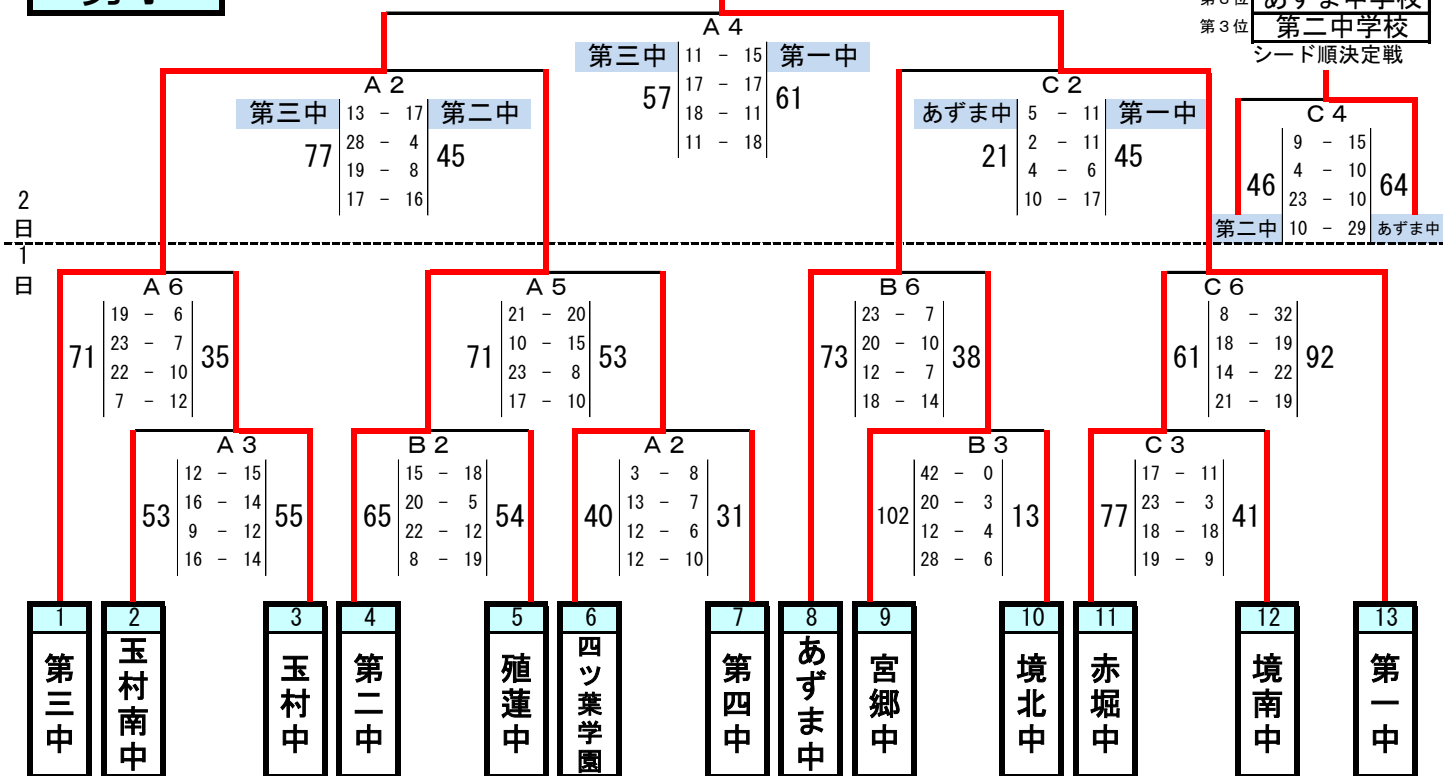 男子
第３位 あずま中学校
第３位 第二中学校
シード順決定戦
Ａ４
第三中 11 - 15 第一中
57 17 - 17 61
18 - 11
11 - 18
Ａ２
第三中 13 - 17 第二中
77 28 - 4 45
19 - 8
17 - 16
Ｃ２
あずま中 5 - 11 第一中
21 2 - 11 45
4 - 6
10 - 17
Ｃ４
9 - 15
46 4 - 10 64
23 - 10
第二中 10 - 29 あずま中
2日
1日
Ａ６
19 - 6
71 23 - 7 35
22 - 10
7 - 12
Ａ５
21 - 20
71 10 - 15 53
23 - 8
17 - 10
Ｂ６
23 - 7
73 20 - 10 38
12 - 7
18 - 14
Ｃ６
8 - 32
61 18 - 19 92
14 - 22
21 - 19
Ａ３
12 - 15
53 16 - 14 55
9 - 12
16 - 14
Ｂ２
15 - 18
65 20 - 5 54
22 - 12
8 - 19
Ａ２
3 - 8
40 13 - 7 31
12 - 6
12 - 10
Ｂ３
42 - 0
102 20 - 3 13
12 - 4
28 - 6
Ｃ３
17 - 11
77 23 - 3 41
18 - 18
19 - 9
1 第三中
2 玉村南中
3 玉村中
4 第二中
5 殖蓮中
6 四ツ葉学園
7 第四中
8 あずま中
9 宮郷中
10 境北中
11 赤堀中
12 境南中
13 第一中